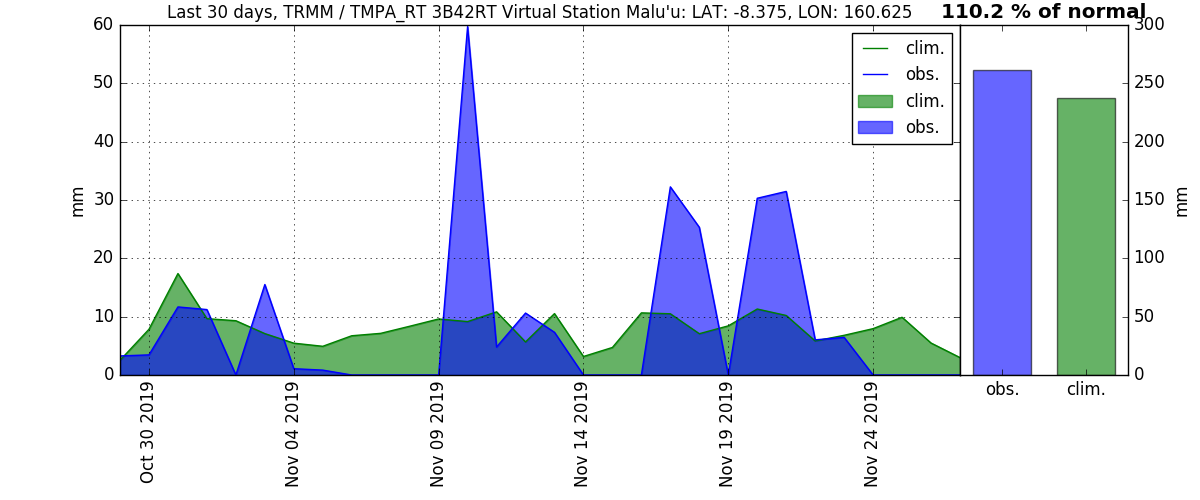 Last 30 days, TRMM / TMPA_RT 3B42RT Virtual Station Malu'u: LAT: -8.375, LON: 160.625
110.2 % of normal
60
50
40
30
20
10
0
mm
clim.
obs.
clim.
obs.
Oct 30 2019
Nov 04 2019
Nov 09 2019
Nov 14 2019
Nov 19 2019
Nov 24 2019
300
250
200
150
100
50
0
mm
obs.
clim.